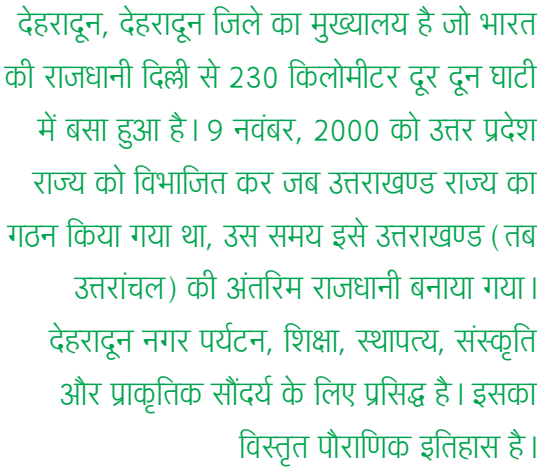 देहरादून, देहरादून जिले का मुख्यालय है जो भारत
की राजधानी दिल्ली से 230 किलोमीटर दूर दून घाटी
में बसा हुआ है। 9 नवंबर, 2000 को उत्तर प्रदेश
राज्य को विभाजित कर जब उत्तराखण्ड राज्य का
गठन किया गया था, उस समय इसे उत्तराखण्ड (तब
उत्तरांचल) की अंतरिम राजधानी बनाया गया।
देहरादून नगर पर्यटन, शिक्षा, स्थापत्य, संस्कृति
और प्राकृतिक सौंदर्य के लिए प्रसिद्ध है। इसका
विस्तृत पौराणिक इतिहास है।